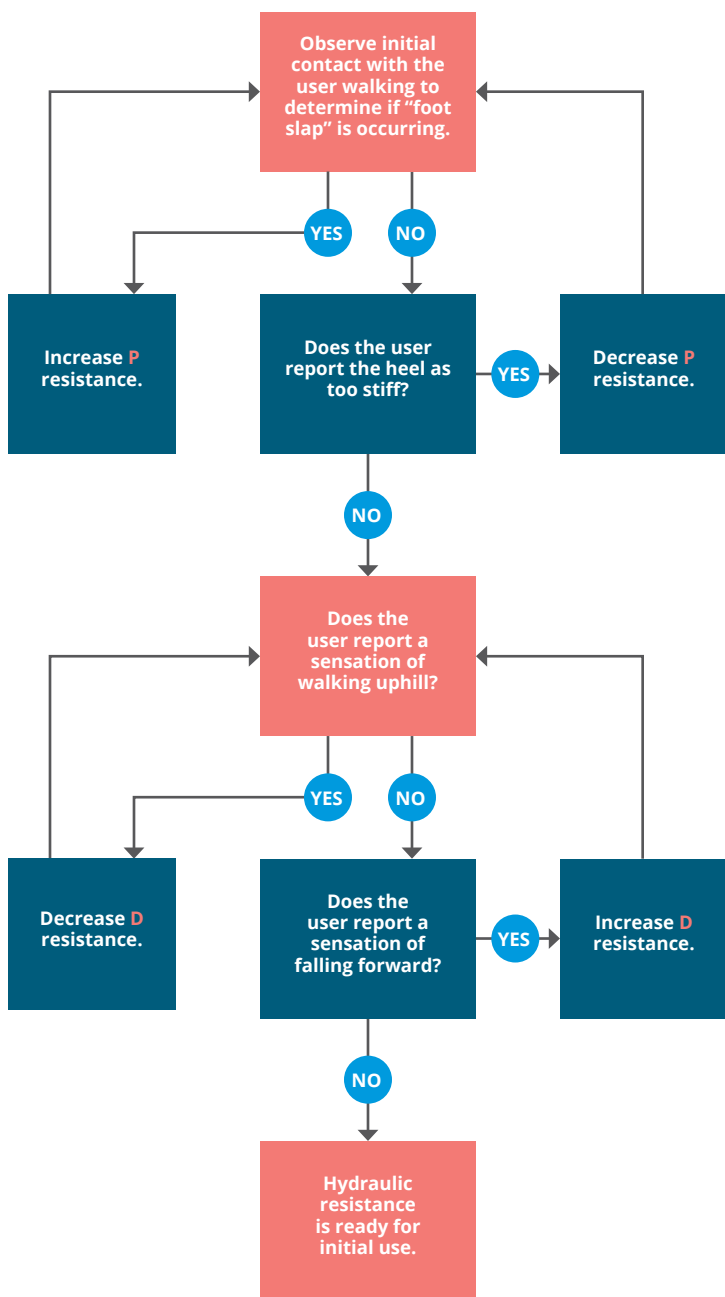 Observe initial
contact with the
user walking to
determine if “foot
slap” is occurring.
YES
NO
Increase P
resistance.
Does the user
report the heel as
too stiff?
YES
Decrease P
resistance.
NO
Does the
user report a
sensation of
walking uphill?
YES
NO
Decrease D
resistance.
Does the
user report a
sensation of
falling forward?
YES
Increase D
resistance.
NO
Hydraulic
resistance
is ready for
initial use.